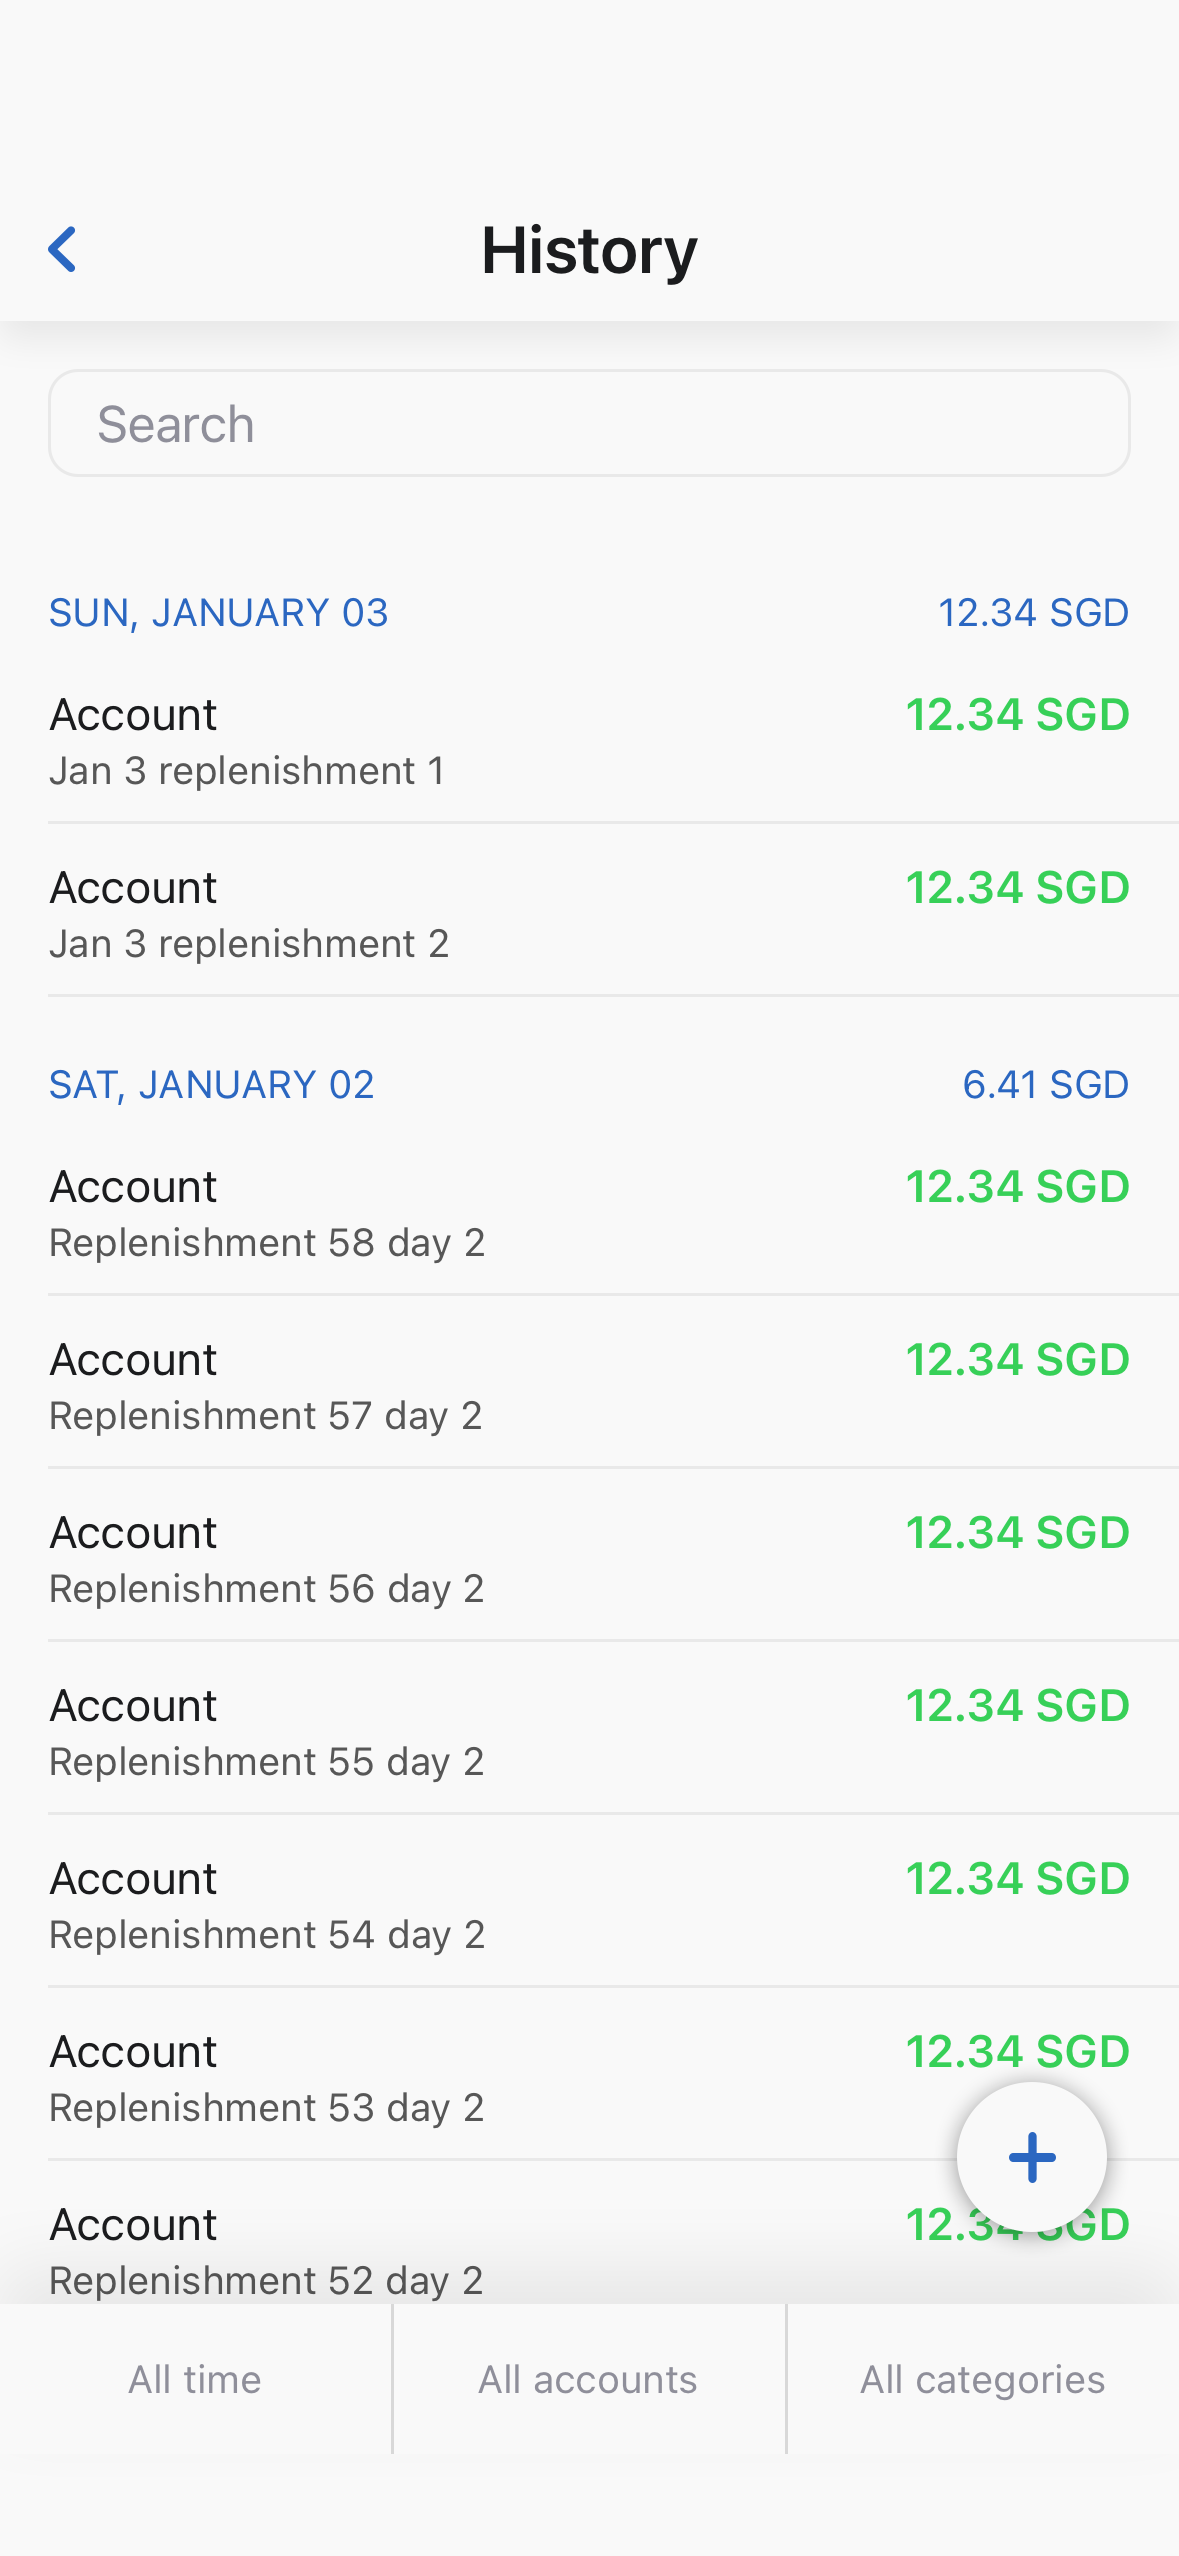 History
Search
SUN, JANUARY 03 12.34 SGD
Account 12.34 SGD
Jan 3 replenishment 1
Account 12.34 SGD
Jan 3 replenishment 2
SAT, JANUARY 02 6.41 SGD
Account 12.34 SGD
Replenishment 58 day 2
Account 12.34 SGD
Replenishment 57 day 2
Account 12.34 SGD
Replenishment 56 day 2
Account 12.34 SGD
Replenishment 55 day 2
Account 12.34 SGD
Replenishment 54 day 2
Account 12.34 SGD
Replenishment 53 day 2
Account 12.34 SGD
Replenishment 52 day 2
All time All accounts All categories